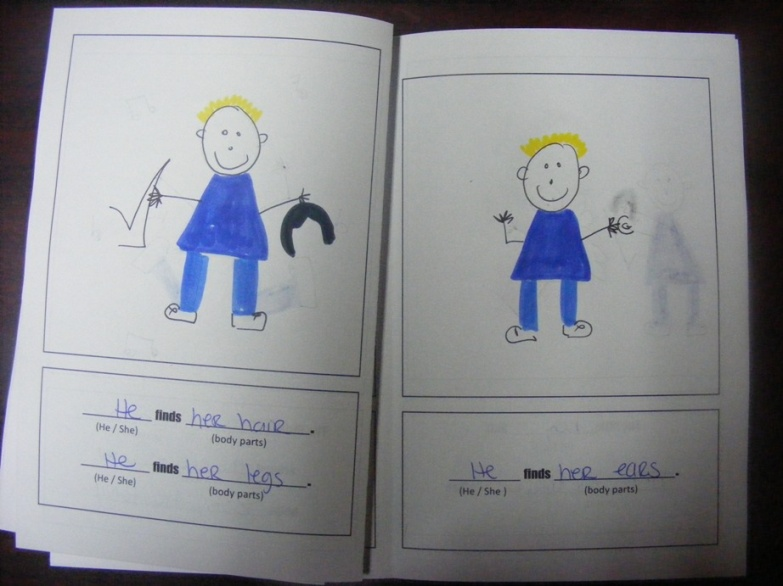 He finds her hair.
(He / She) (body parts)
He finds her legs.
(He / She) (body parts)
He finds her ears.
(He / She ) (body parts)